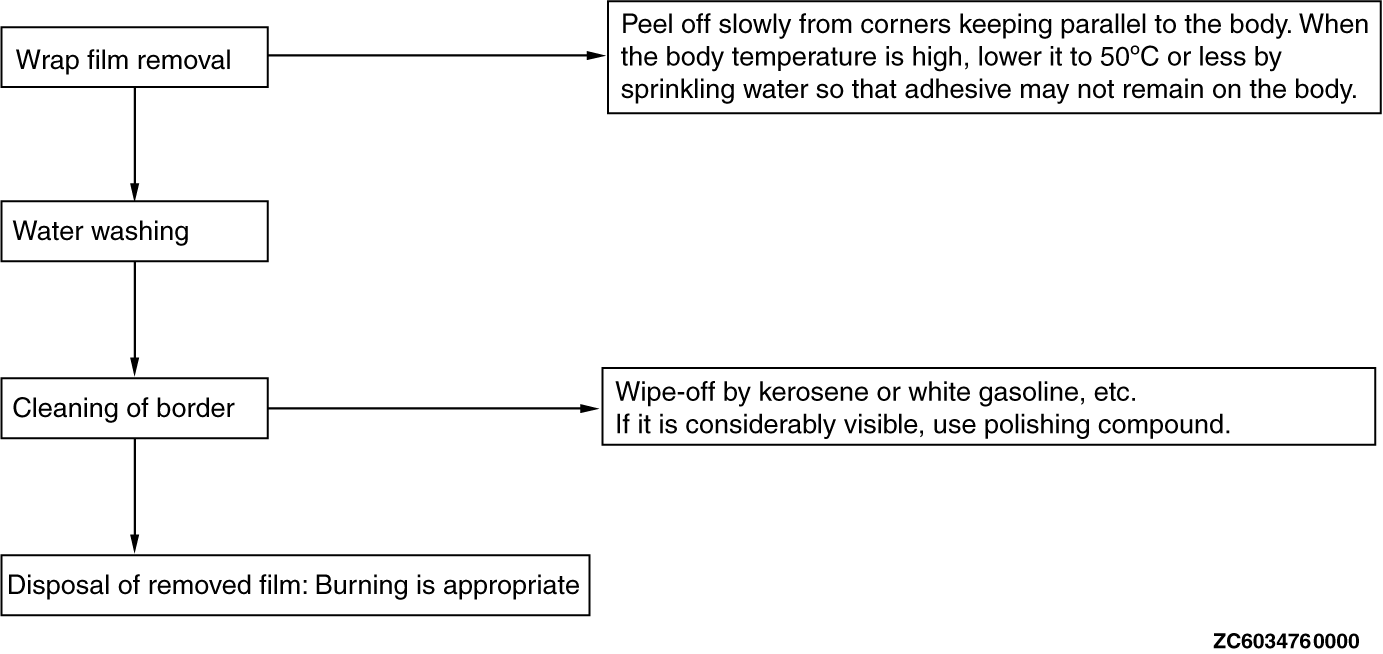 Wrap film removal
Peel off slowly from corners keeping parallel to the body. When
the body temperature is high, lower it to 50ºC or less by
sprinkling water so that adhesive may not remain on the body.
Water washing
Cleaning of border
Wipe-off by kerosene or white gasoline, etc.
If it is considerably visible, use polishing compound.
Disposal of removed film: Burning is appropriate
ZC6034760000